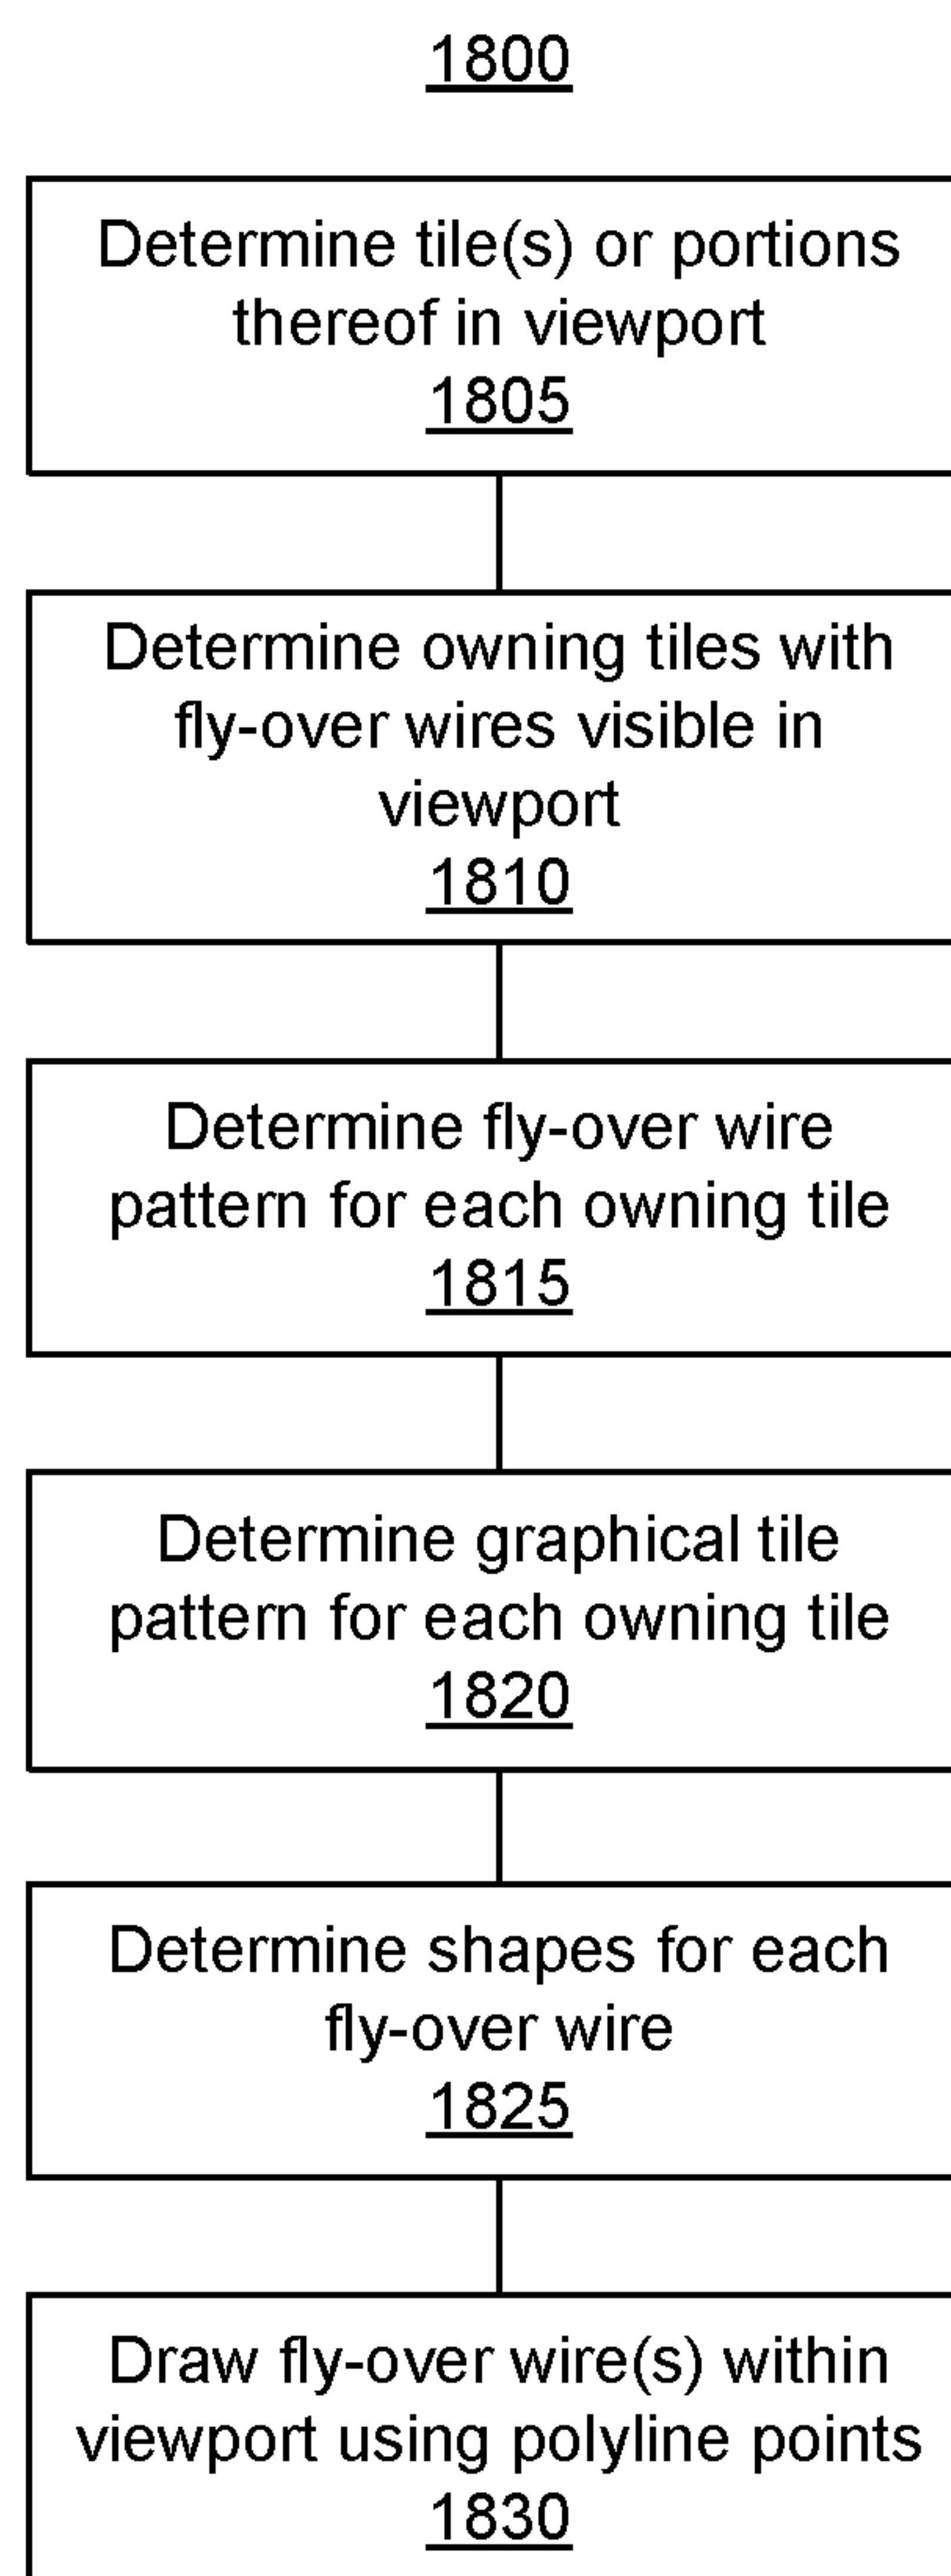 1800
Determine tile(s) or portions
thereof in viewport
1805
Determine owning tiles with
fly-over wires visible in
viewport
1810
Determine fly-over wire
pattern for each owning tile
1815
Determine graphical tile
pattern for each owning tile
1820
Determine shapes for each
fly-over wire
1825
Draw fly-over wire(s) within
viewport using polyline points
1830